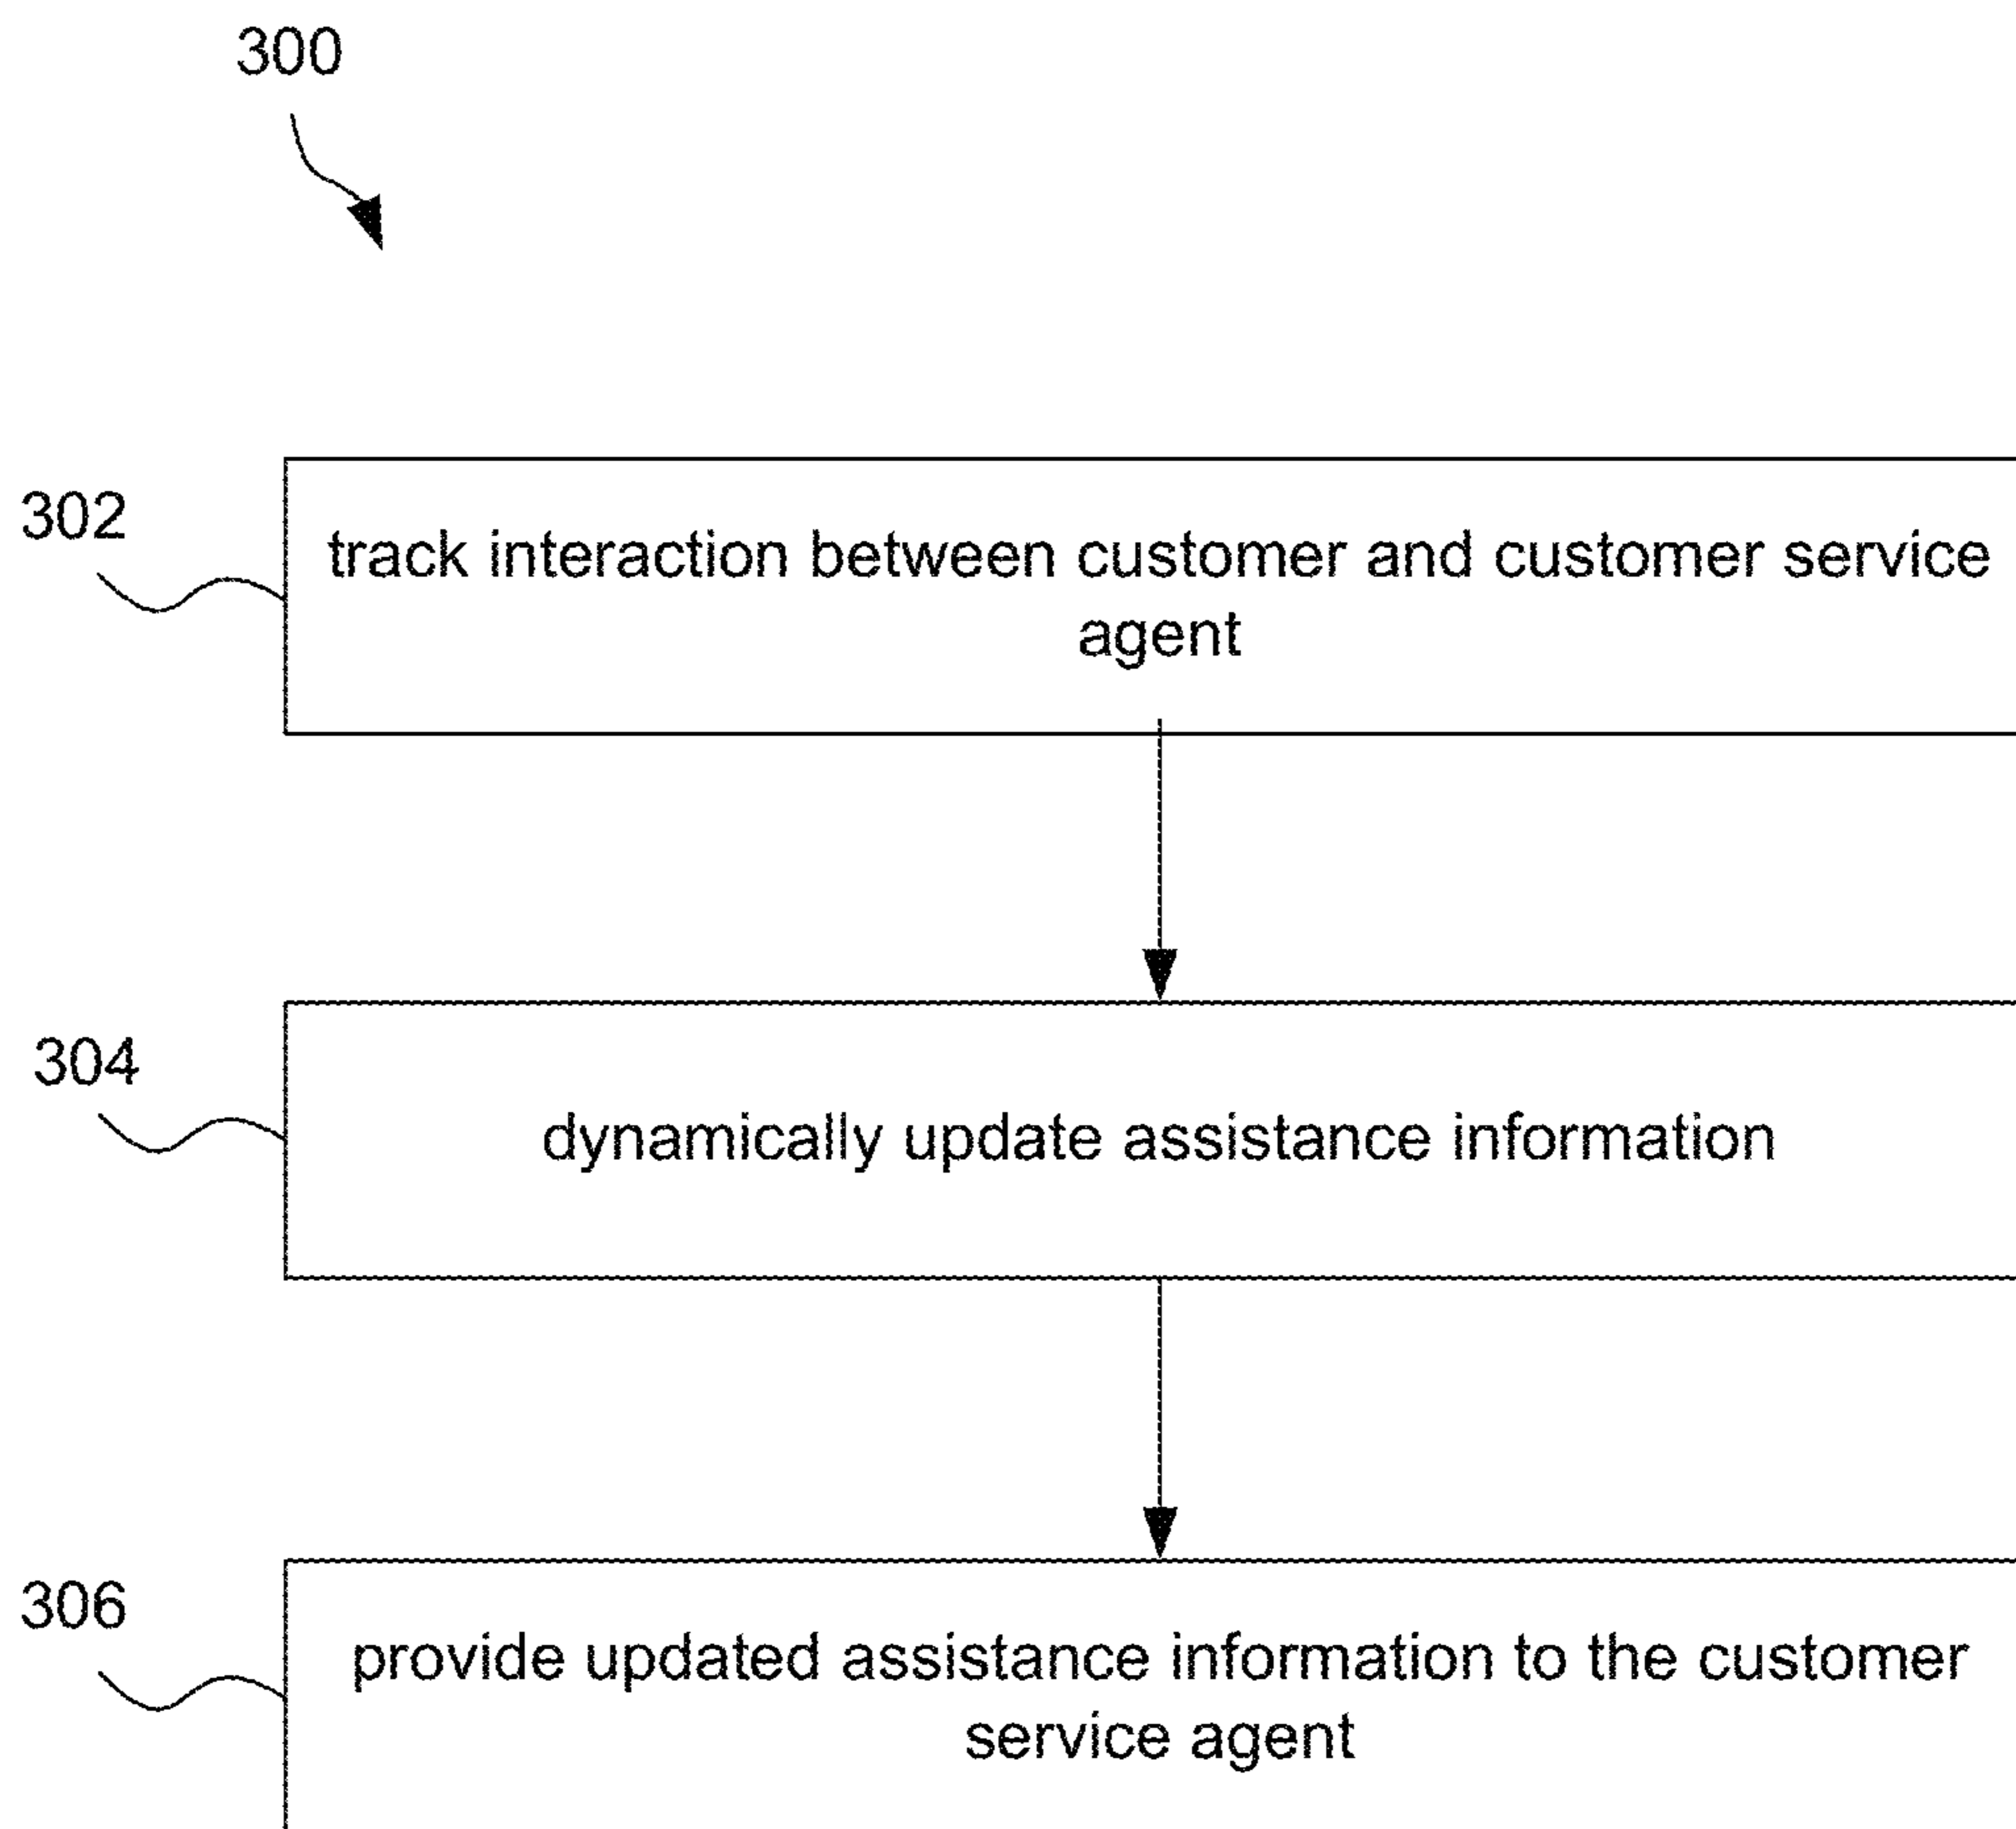 300
302
track interaction between customer and customer service
agent
304
dynamically update assistance information
306
provide updated assistance information to the customer
service agent